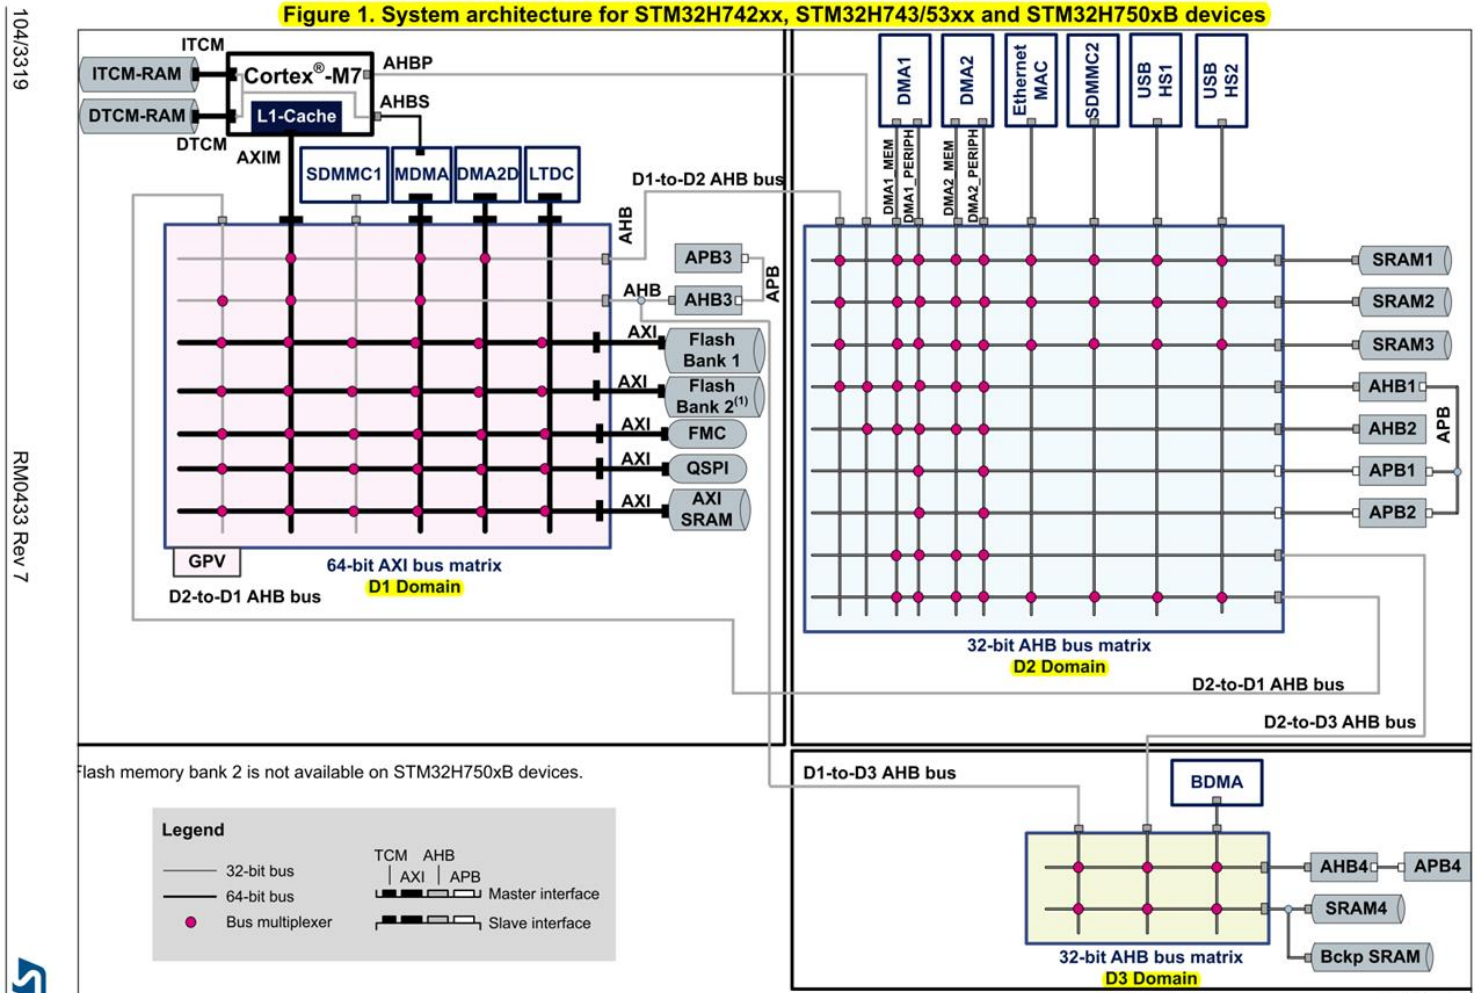 Figure 1. System architecture for STM32H742xx, STM32H743/53xx and STM32H750xB devices
104/3319
RM0433 Rev 7
ITCM
ITCM-RAM
Cortex®-M7
AHBP
DTCM-RAM
L1-Cache
AHBS
DTCM
AXIM
SDMMC1
MDMA
DMA2D
LTDC
D1-to-D2 AHB bus
AHB
APB3
APB
AHB
AHB3
AXI
Flash
Bank 1
AXI
Flash
Bank 2(1)
AXI
FMC
AXI
QSPI
AXI
AXI
SRAM
GPV
64-bit AXI bus matrix
D1 Domain
D2-to-D1 AHB bus
DMA1
DMA2
Ethernet
MAC
SDMMC2
USB
HS1
USB
HS2
DMA1_MEM
DMA1_PERIPH
DMA2_MEM
DMA2_PERIPH
SRAM1
SRAM2
SRAM3
AHB1
AHB2
APB
APB1
APB2
32-bit AHB bus matrix
D2 Domain
D2-to-D1 AHB bus
D2-to-D3 AHB bus
Flash memory bank 2 is not available on STM32H750xB devices.
Legend
32-bit bus
64-bit bus
Bus multiplexer
TCM AHB
AXI APB
Master interface
Slave interface
D1-to-D3 AHB bus
BDMA
AHB4
APB4
SRAM4
Bckp SRAM
32-bit AHB bus matrix
D3 Domain